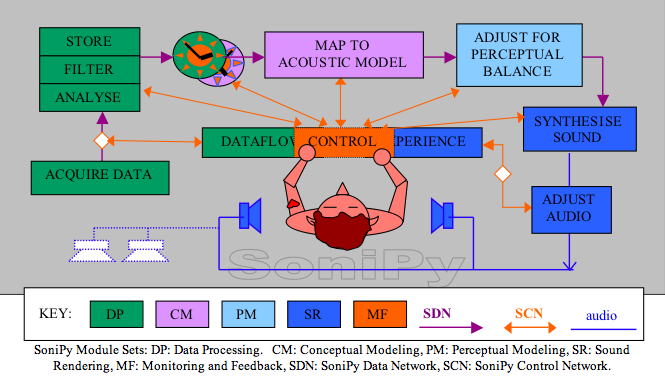 STORE
FILTER
ANALYSE
ACQUIRE DATA
MAP TO
ACOUSTIC MODEL
ADJUST FOR
PERCEPTUAL
BALANCE
DATAFLOW
CONTROL
PERIENCE
SYNTHESISE
SOUND
ADJUST
AUDIO
SoniPy
KEY:
DP
CM
PM
SR
MF
SDN
SCN
audio
SoniPy Module Sets: DP: Data Processing. CM: Conceptual Modeling, PM: Perceptual Modeling, SR: Sound
Rendering, MF: Monitoring and Feedback, SDN: SoniPy Data Network, SCN: SoniPy Control Network.